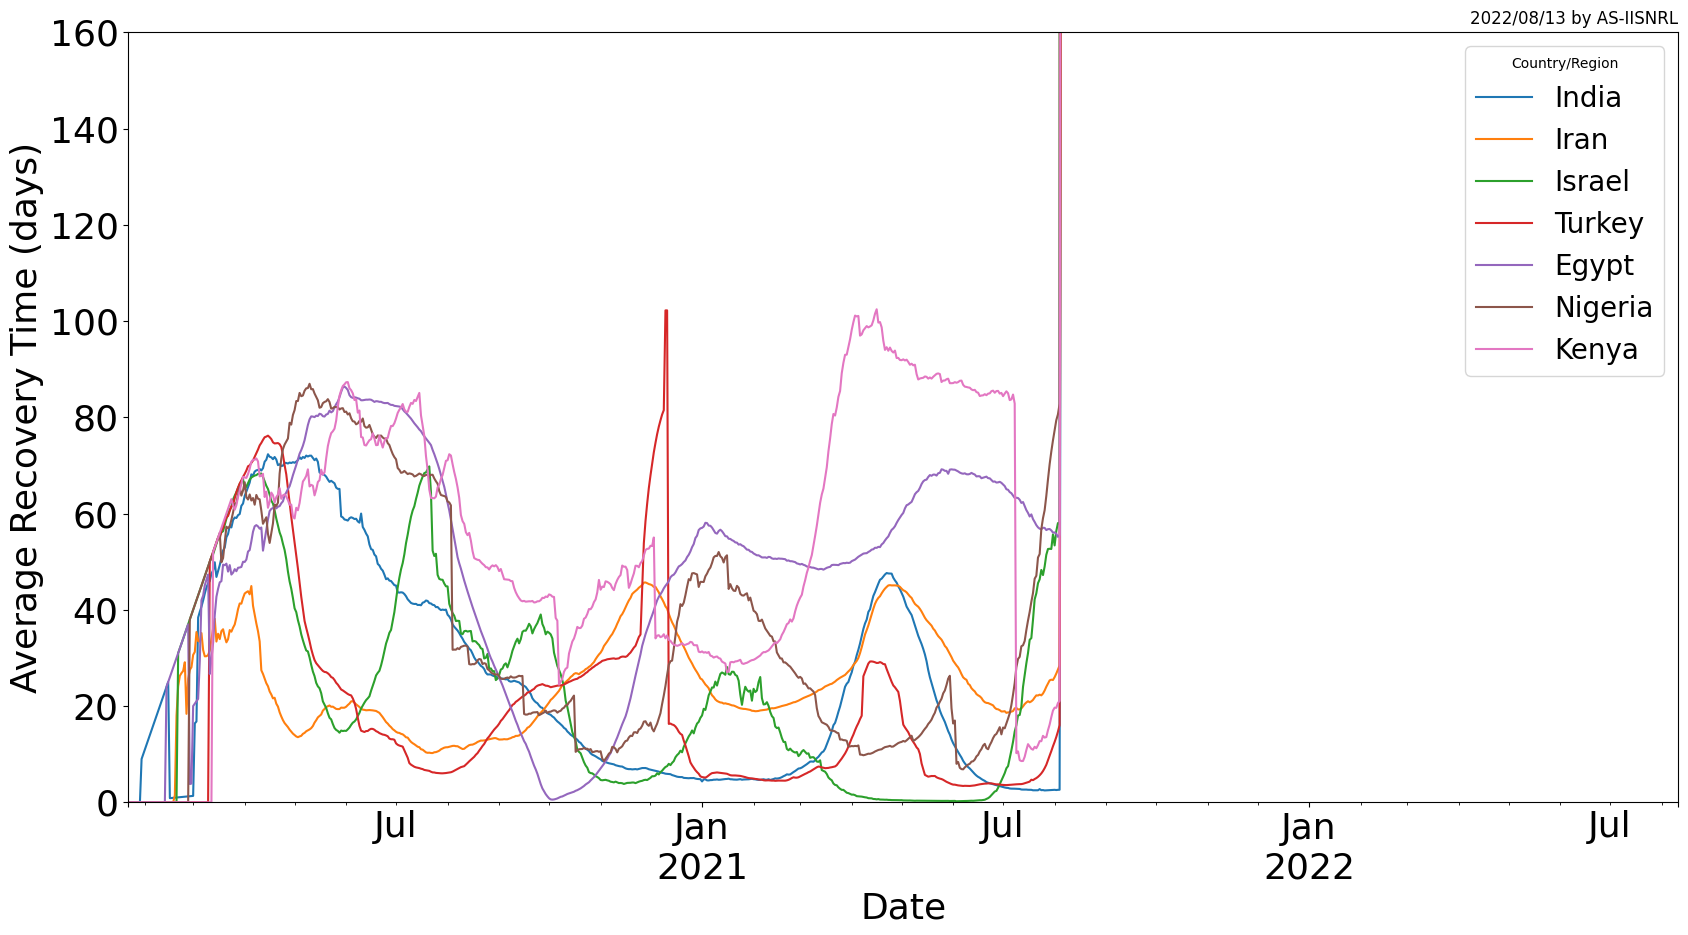 2022/08/13 by AS-IISNRL
160
140
120
100
80
60
40
20
0
Average Recovery Time (days)
Country/Region
India
Iran
Israel
Turkey
Egypt
Nigeria
Kenya
Jul
Jan
2021
Jul
Jan
2022
Jul
Date